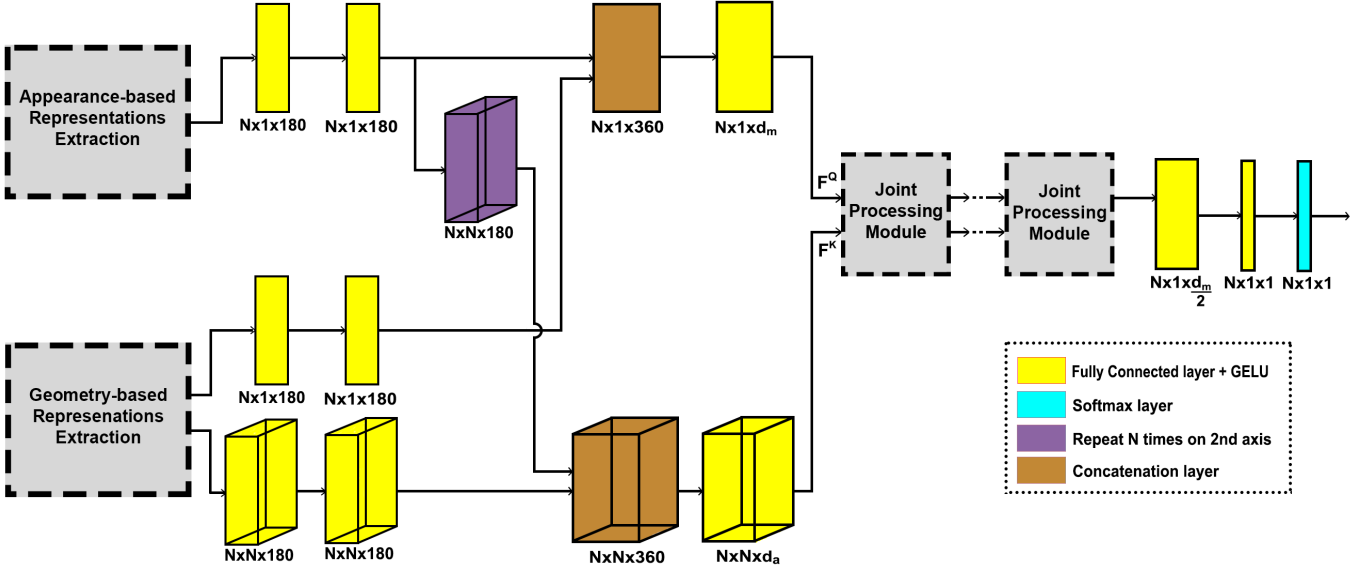 Appearance-based
Representations
Extraction
Nx1x180
Nx1x180
NxNx180
Nx1x360
Nx1xdₘ
Geometry-based
Represenations
Extraction
Nx1x180
Nx1x180
NxNx180
NxNx180
NxNx360
NxNxdₐ
F^Q
F^K
Joint
Processing
Module
Joint
Processing
Module
Nx1xdₘ
2
Nx1x1
Nx1x1
Fully Connected layer + GELU
Softmax layer
Repeat N times on 2nd axis
Concatenation layer